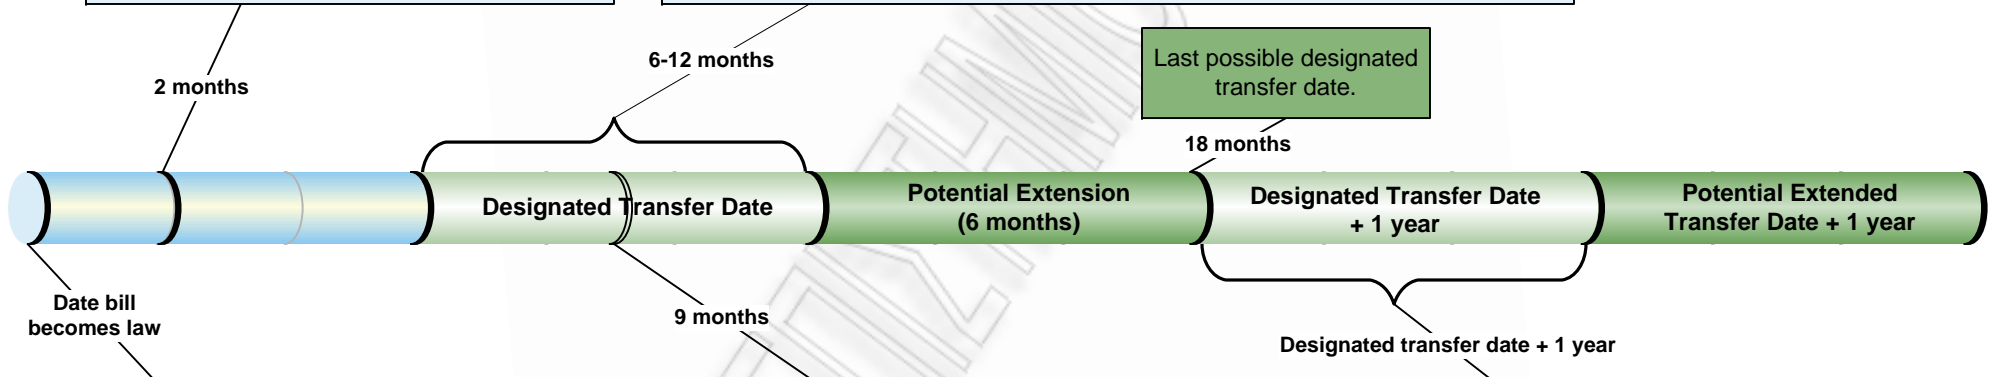 6-12 months
Last possible designated
transfer date.
2 months
18 months
Designated Transfer Date
Potential Extension
(6 months)
Designated Transfer Date
+ 1 year
Potential Extended
Transfer Date + 1 year
Date bill
becomes law
9 months
Designated transfer date + 1 year